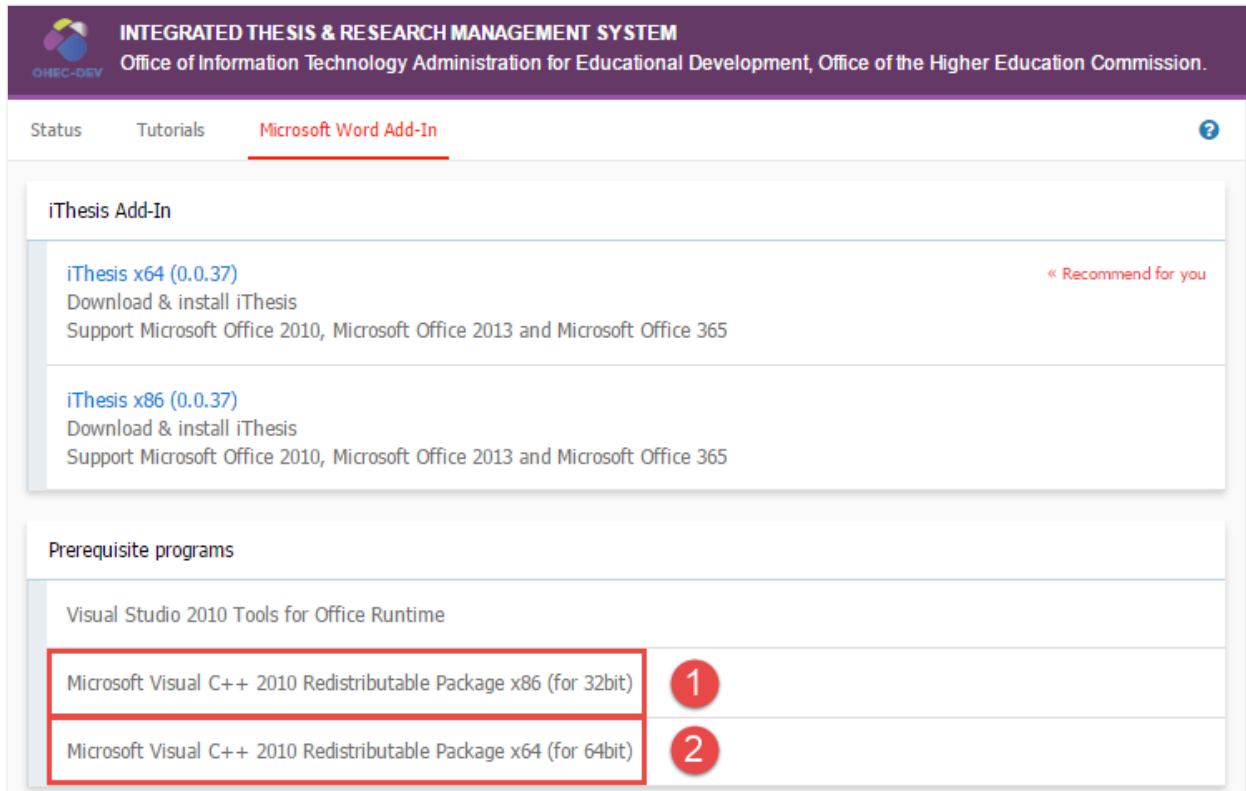 INTEGRATED THESIS & RESEARCH MANAGEMENT SYSTEM
OHEC-DEV
Office of Information Technology Administration for Educational Development, Office of the Higher Education Commission.
Status Tutorials Microsoft Word Add-In ?
iThesis Add-In
iThesis x64 (0.0.37) « Recommend for you
Download & install iThesis
Support Microsoft Office 2010, Microsoft Office 2013 and Microsoft Office 365
iThesis x86 (0.0.37)
Download & install iThesis
Support Microsoft Office 2010, Microsoft Office 2013 and Microsoft Office 365
Prerequisite programs
Visual Studio 2010 Tools for Office Runtime
Microsoft Visual C++ 2010 Redistributable Package x86 (for 32bit) 1
Microsoft Visual C++ 2010 Redistributable Package x64 (for 64bit) 2